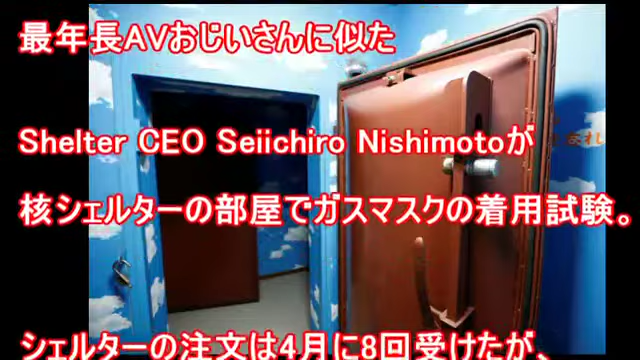 最年長AVおじいさんに似た
Shelter CEO Seiichiro Nishimotoが
核シェルターの部屋でガスマスクの着用試験。
シェルターの注文は4月に8回受けたが、